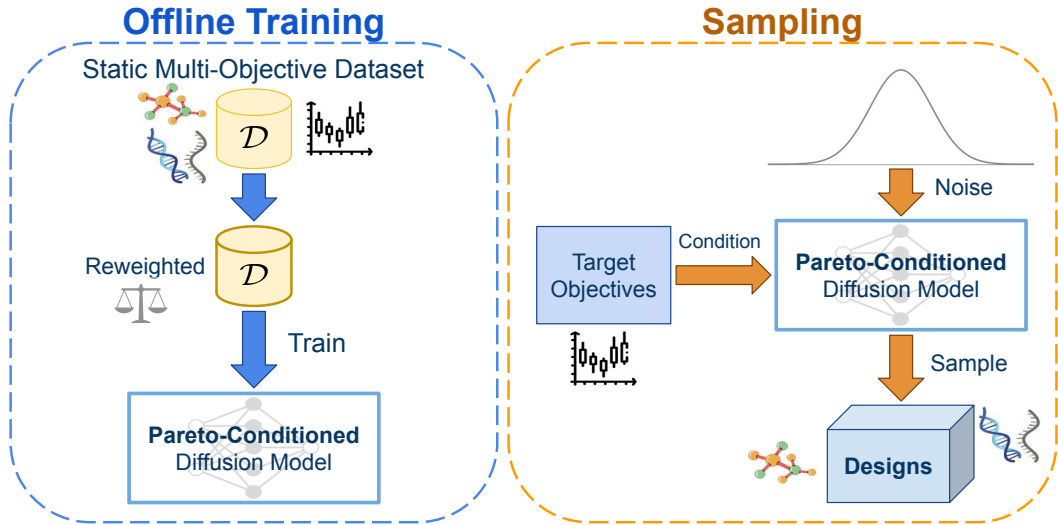 Offline Training
Static Multi-Objective Dataset
𝒟
Reweighted
𝒟
Train
Pareto-Conditioned
Diffusion Model
Sampling
Noise
Target
Objectives
Condition
Pareto-Conditioned
Diffusion Model
Sample
Designs